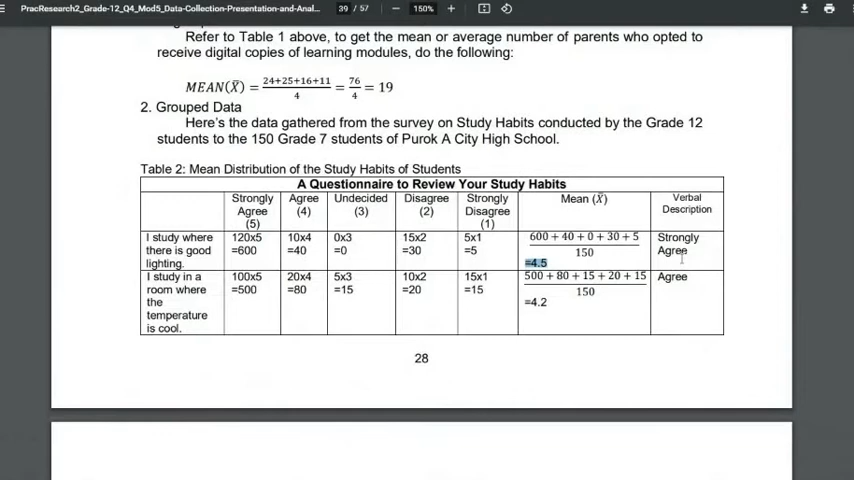 PracResearch2_Grade-12_Q4_Mod5_Data-Collection-Presentation-and-Anal...
39 / 57
150%
Refer to Table 1 above, to get the mean or average number of parents who opted to
receive digital copies of learning modules, do the following:
MEAN(X̄) = 24+25+16+11/4 = 76/4 = 19
2. Grouped Data
Here's the data gathered from the survey on Study Habits conducted by the Grade 12
students to the 150 Grade 7 students of Purok A City High School.
Table 2: Mean Distribution of the Study Habits of Students
A Questionnaire to Review Your Study Habits
Strongly
Agree
(5)
Agree
(4)
Undecided
(3)
Disagree
(2)
Strongly
Disagree
(1)
Mean (X̄)
Verbal
Description
I study where
there is good
lighting.
120x5
=600
10x4
=40
0x3
=0
15x2
=30
5x1
=5
600 + 40 + 0 + 30 + 5
150
=4.5
Strongly
Agree
I study in a
room where
the
temperature
is cool.
100x5
=500
20x4
=80
5x3
=15
10x2
=20
15x1
=15
500 + 80 + 15 + 20 + 15
150
=4.2
Agree
28